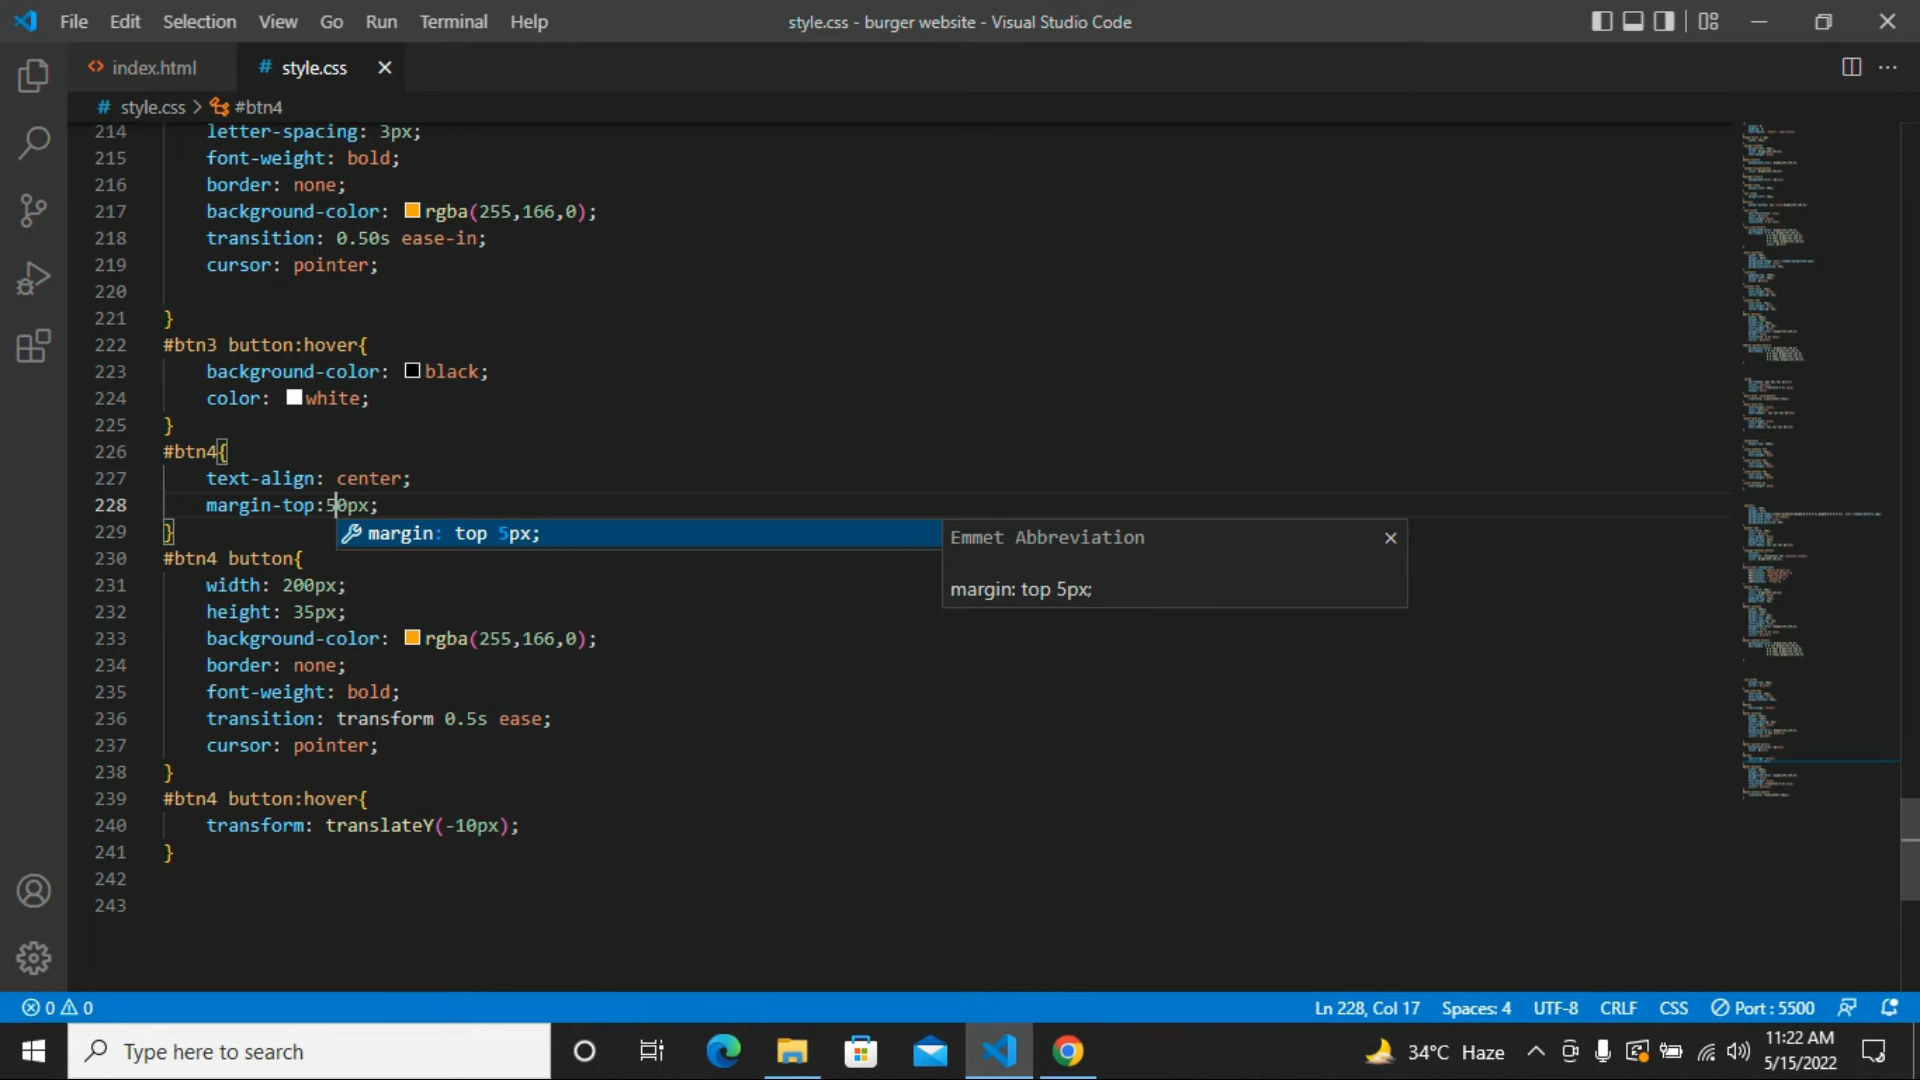 File Edit Selection View Go Run Terminal Help
style.css - burger website - Visual Studio Code
index.html
# style.css
# style.css > #btn4
214 letter-spacing: 3px;
215 font-weight: bold;
216 border: none;
217 background-color: rgba(255,166,0);
218 transition: 0.50s ease-in;
219 cursor: pointer;
220
221 }
222 #btn3 button:hover{
223 background-color: black;
224 color: white;
225 }
226 #btn4{
227 text-align: center;
228 margin-top:50px;
229 }
margin: top 5px;
Emmet Abbreviation
margin: top 5px;
230 #btn4 button{
231 width: 200px;
232 height: 35px;
233 background-color: rgba(255,166,0);
234 border: none;
235 font-weight: bold;
236 transition: transform 0.5s ease;
237 cursor: pointer;
238 }
239 #btn4 button:hover{
240 transform: translateY(-10px);
241 }
242
243
0 0
Ln 228, Col 17 Spaces: 4 UTF-8 CRLF CSS Port : 5500
Type here to search
34°C Haze
11:22 AM
5/15/2022